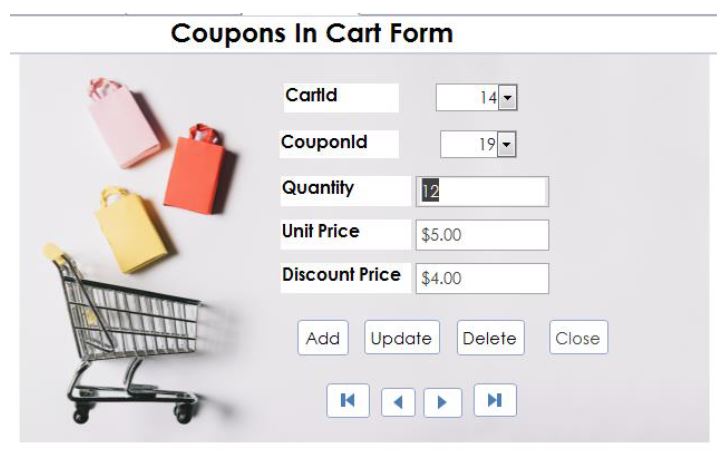 Coupons In Cart Form
CartId 14
CouponId 19
Quantity 12
Unit Price $5.00
Discount Price $4.00
Add Update Delete Close